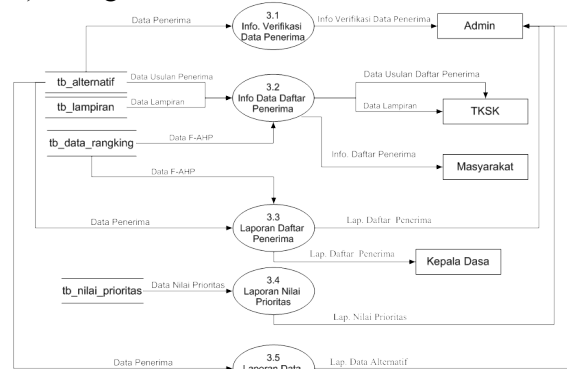 Data Penerima
3.1
Info. Verifikasi
Data Penerima
Info Verifikasi Data Penerima
Admin
tb_alternatif
Data Usulan Penerima
tb_lampiran
Data Lampiran
3.2
Info Data Daftar
Penerima
Data Usulan Daftar Penerima
Data Lampiran
TKSK
tb_data_rangking
Data F-AHP
Info. Daftar Penerima
Masyarakat
Data F-AHP
Data Penerima
3.3
Laporan Daftar
Penerima
Lap. Daftar Penerima
Lap. Daftar Penerima
Kepala Dasa
tb_nilai_prioritas
Data Nilai Prioritas
3.4
Laporan Nilai
Prioritas
Lap. Nilai Prioritas
Data Penerima
3.5
Laporan Data
Lap. Data Alternatif